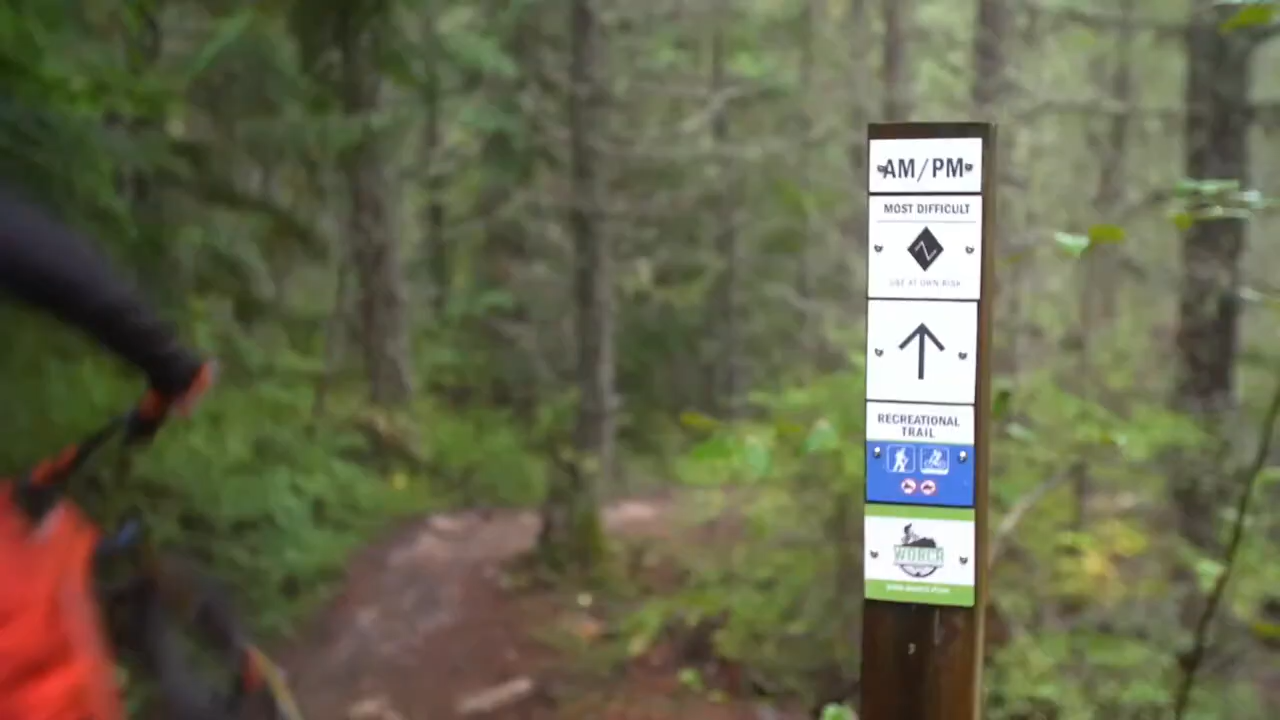 AM/PM
MOST DIFFICULT
USE AT OWN RISK
RECREATIONAL
TRAIL
WORCA